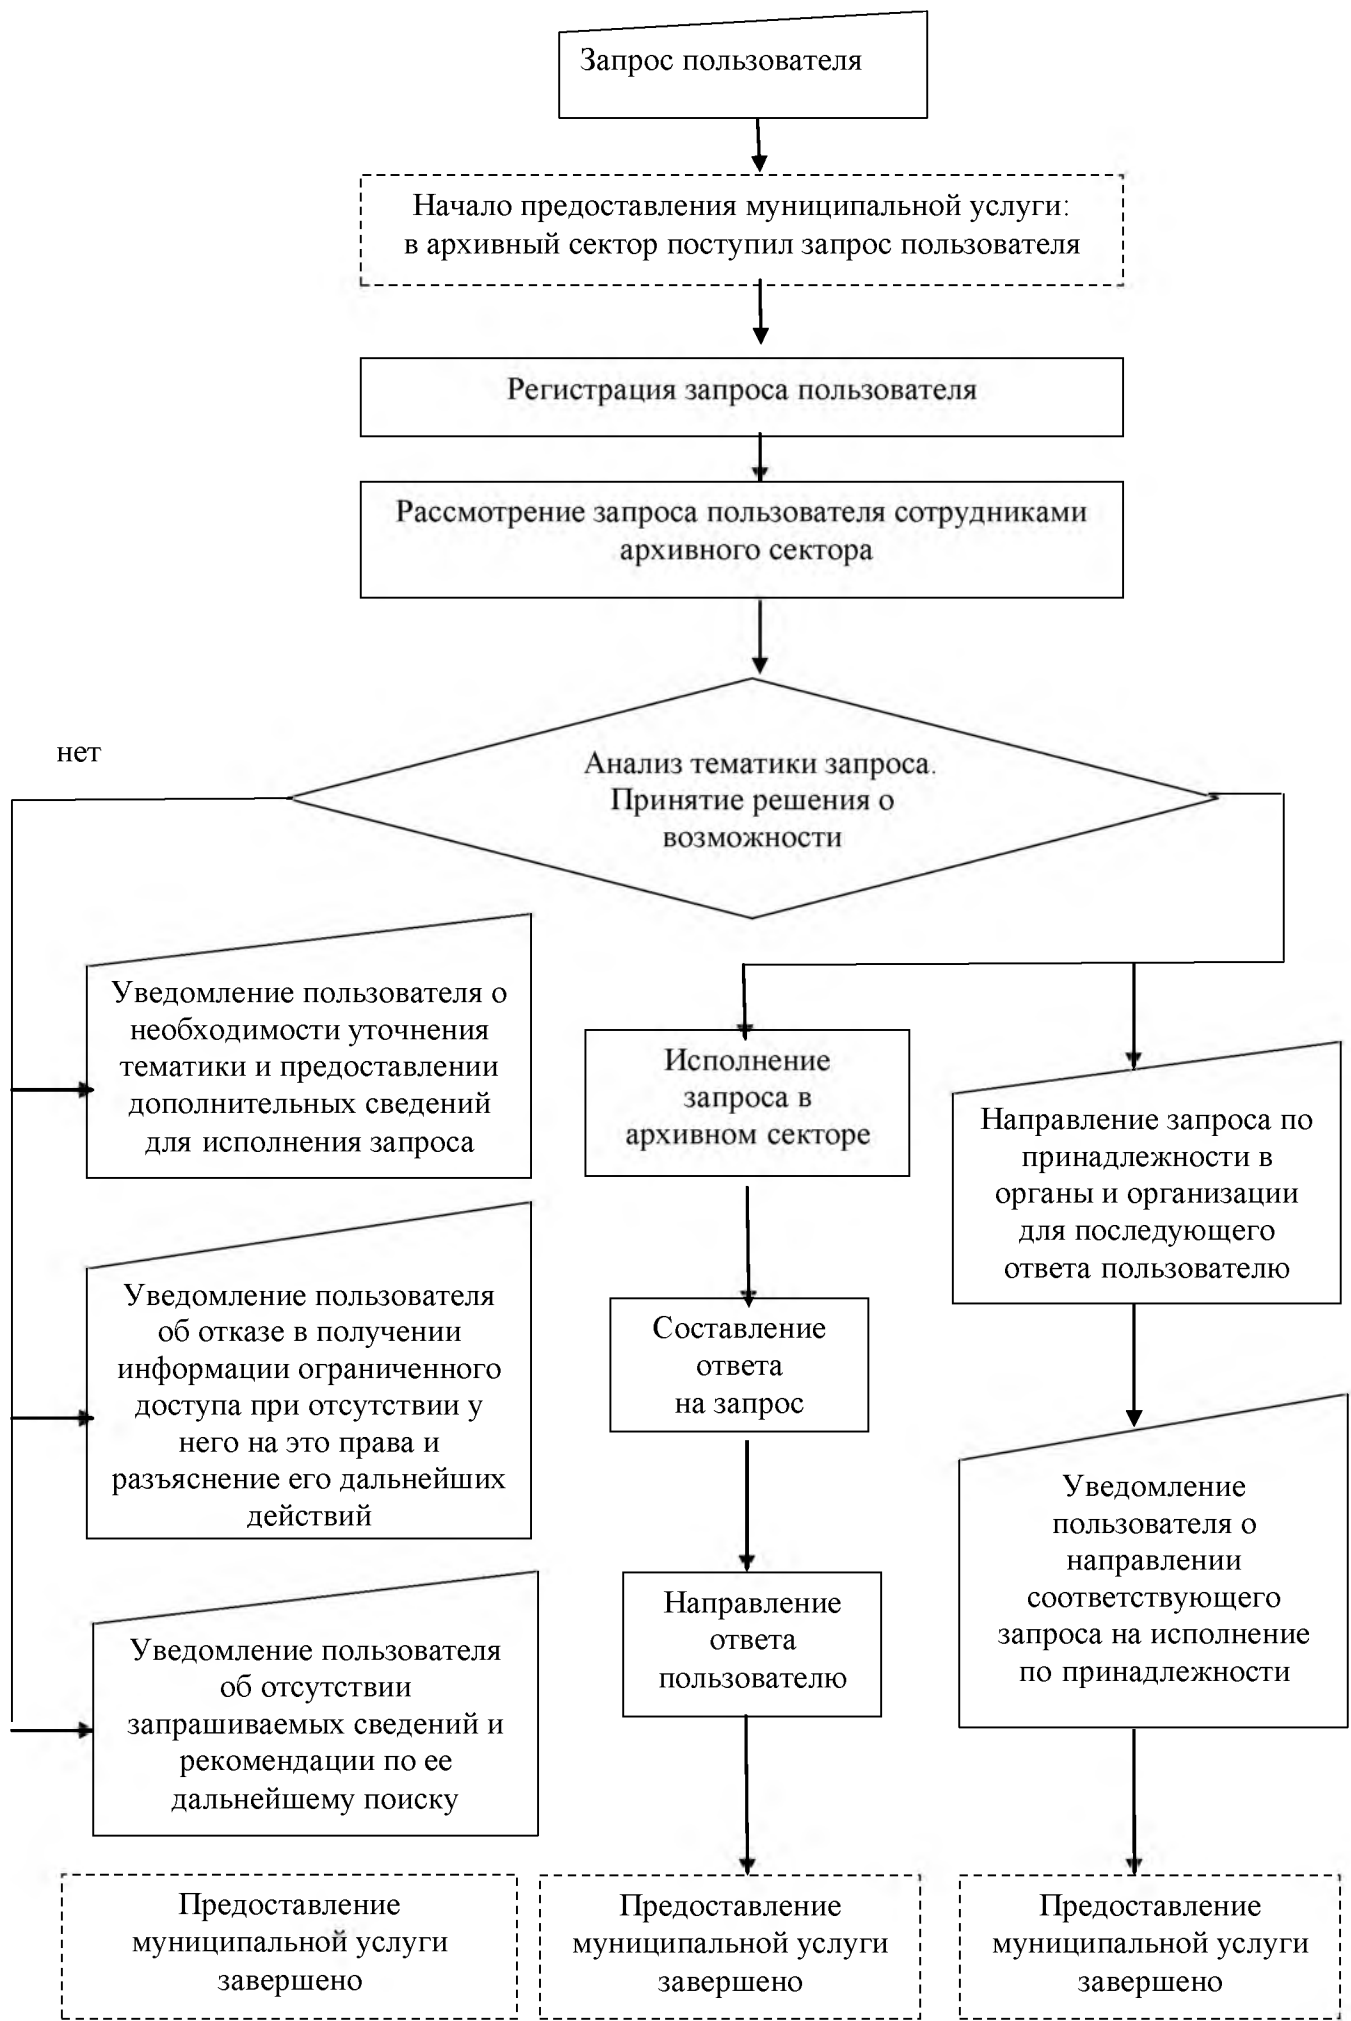 Запрос пользователя
Начало предоставления муниципальной услуги:
в архивный сектор поступил запрос пользователя
Регистрация запроса пользователя
Рассмотрение запроса пользователя сотрудниками
архивного сектора
нет
Анализ тематики запроса.
Принятие решения о
возможности
Уведомление пользователя о
необходимости уточнения
тематики и предоставлении
дополнительных сведений
для исполнения запроса
Уведомление пользователя
об отказе в получении
информации ограниченного
доступа при отсутствии у
него на это права и
разъяснение его дальнейших
действий
Уведомление пользователя
об отсутствии
запрашиваемых сведений и
рекомендации по ее
дальнейшему поиску
Предоставление
муниципальной услуги
завершено
Исполнение
запроса в
архивном секторе
Составление
ответа
на запрос
Направление
ответа
пользователю
Предоставление
муниципальной услуги
завершено
Направление запроса по
принадлежности в
органы и организации
для последующего
ответа пользователю
Уведомление
пользователя о
направлении
соответствующего
запроса на исполнение
по принадлежности
Предоставление
муниципальной услуги
завершено